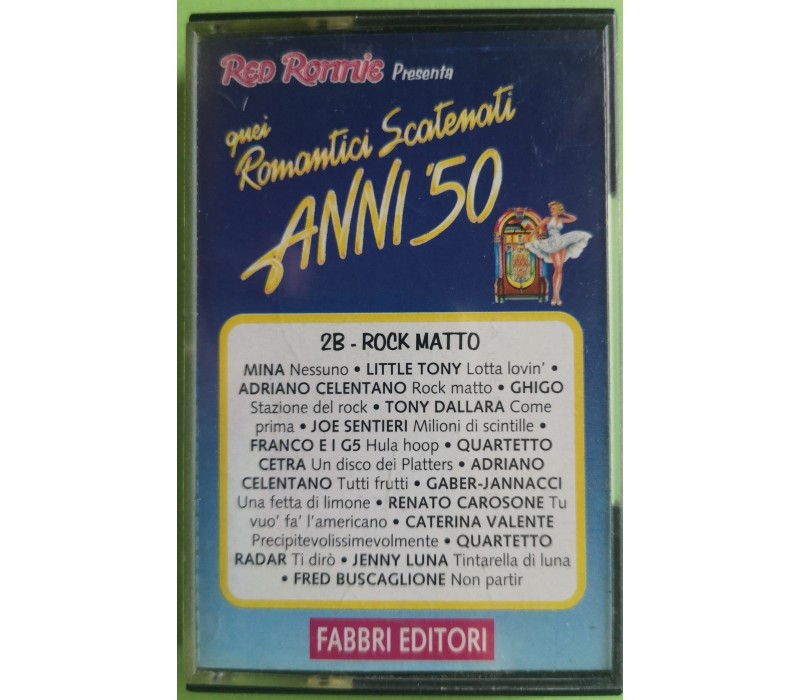 RED RONNIE Presenta
quei
Romantici Scatenati
ANNI '50
2B - ROCK MATTO
MINA Nessuno • LITTLE TONY Lotta lovin' •
ADRIANO CELENTANO Rock matto • GHIGO
Stazione del rock • TONY DALLARA Come
prima • JOE SENTIERI Milioni di scintille •
FRANCO E I G5 Hula hoop • QUARTETTO
CETRA Un disco dei Platters • ADRIANO
CELENTANO Tutti frutti • GABER-JANNACCI
Una fetta di limone • RENATO CAROSONE Tu
vuo' fa' l'americano • CATERINA VALENTE
Precipitevolissimevolmente • QUARTETTO
RADAR Ti dirò • JENNY LUNA Tintarella di luna
• FRED BUSCAGLIONE Non partir
FABBRI EDITORI